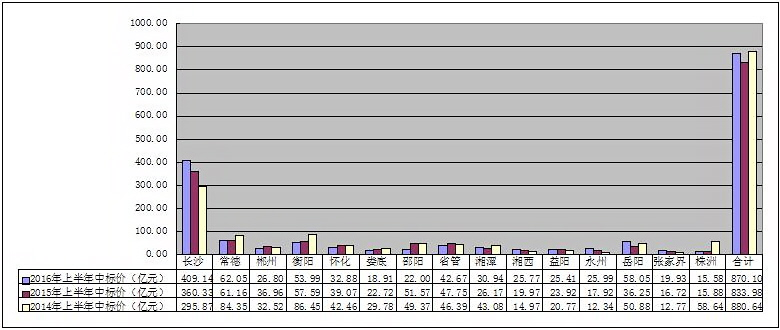 1000.00
900.00
800.00
700.00
600.00
500.00
400.00
300.00
200.00
100.00
0.00
长沙 常德 郴州 衡阳 怀化 娄底 邵阳 省管 湘潭 湘西 益阳 永州 岳阳 张家界 株洲 合计
2016年上半年中标价（亿元） 409.14 62.05 26.80 53.99 32.88 18.91 22.00 42.67 30.94 25.77 25.41 25.99 58.05 19.93 15.58 870.10
2015年上半年中标价（亿元） 360.33 61.16 36.96 57.59 39.07 22.72 51.57 47.75 26.17 19.97 23.92 17.92 36.25 16.72 15.88 833.98
2014年上半年中标价（亿元） 295.87 84.35 32.52 86.45 42.46 29.78 49.37 46.39 43.08 14.97 20.77 12.34 50.88 12.77 58.64 880.64